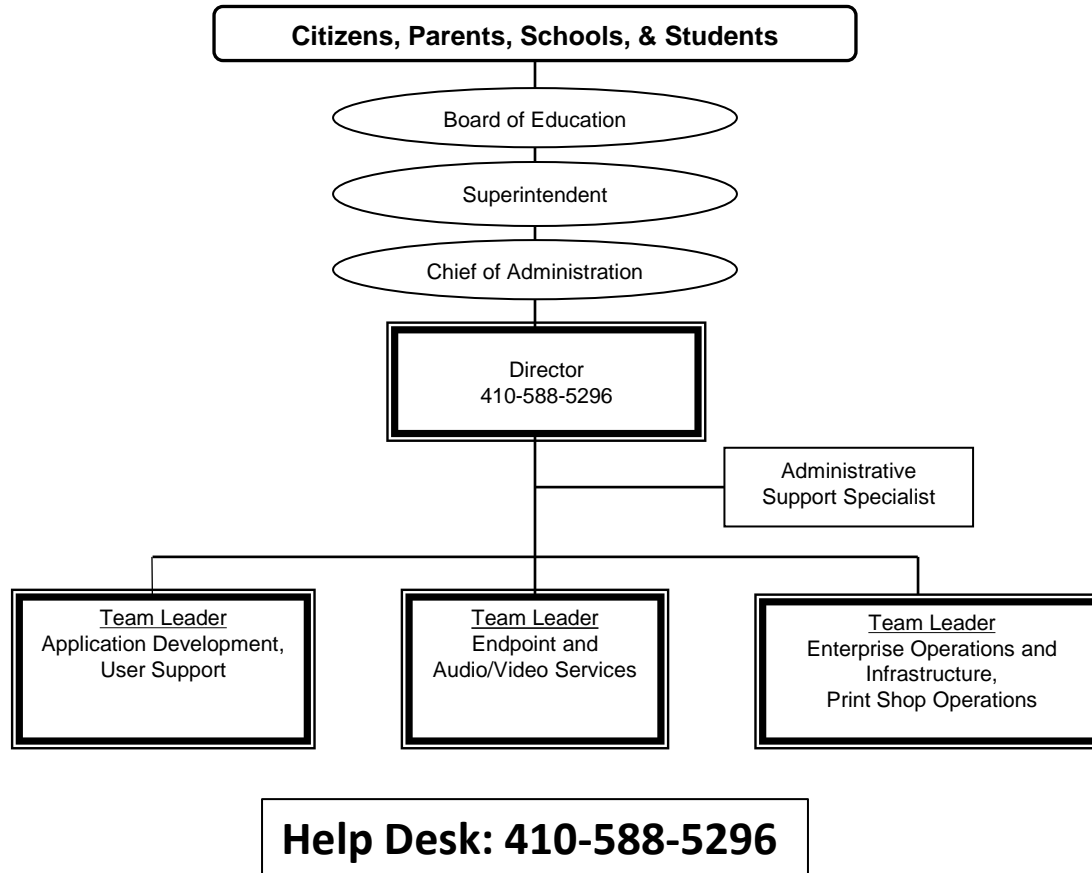 Citizens, Parents, Schools, & Students
Board of Education
Superintendent
Chief of Administration
Director
410-588-5296
Administrative
Support Specialist
Team Leader
Application Development,
User Support
Team Leader
Endpoint and
Audio/Video Services
Team Leader
Enterprise Operations and
Infrastructure,
Print Shop Operations
Help Desk: 410-588-5296